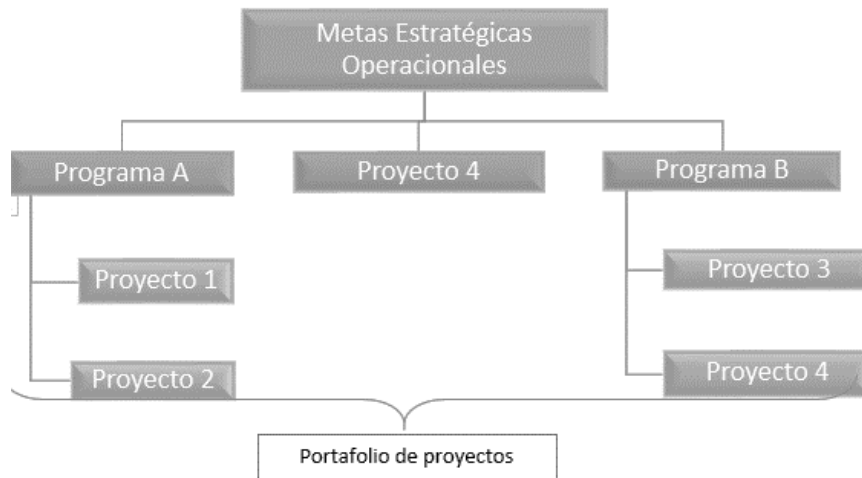 Metas Estratégicas
Operacionales
Programa A
Proyecto 4
Programa B
Proyecto 1
Proyecto 3
Proyecto 2
Proyecto 4
Portafolio de proyectos